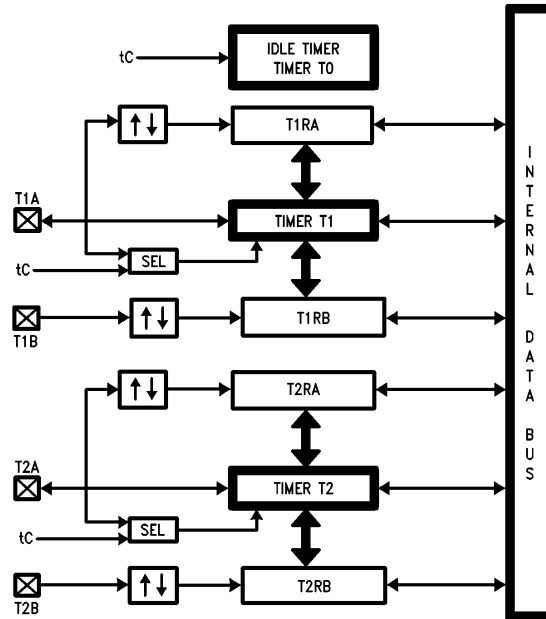 IDLE TIMER
TIMER T0
tC
T1RA
T1A
TIMER T1
SEL
tC
T1B
T1RB
T2RA
T2A
TIMER T2
SEL
tC
T2B
T2RB
INTERNAL DATA BUS